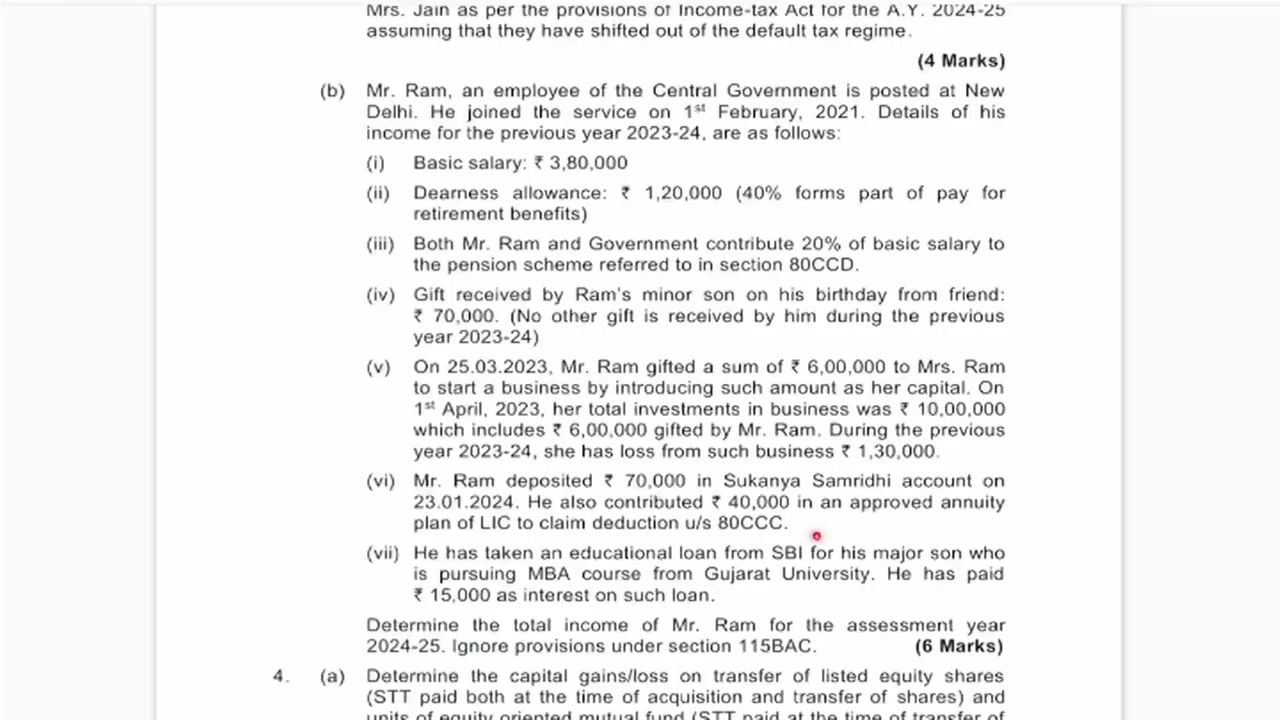 Mrs. Jain as per the provisions of Income-tax Act for the A.Y. 2024-25
assuming that they have shifted out of the default tax regime.
(4 Marks)
(b) Mr. Ram, an employee of the Central Government is posted at New
Delhi. He joined the service on 1st February, 2021. Details of his
income for the previous year 2023-24, are as follows:
(i) Basic salary: ₹ 3,80,000
(ii) Dearness allowance: ₹ 1,20,000 (40% forms part of pay for
retirement benefits)
(iii) Both Mr. Ram and Government contribute 20% of basic salary to
the pension scheme referred to in section 80CCD.
(iv) Gift received by Ram's minor son on his birthday from friend:
₹ 70,000. (No other gift is received by him during the previous
year 2023-24)
(v) On 25.03.2023, Mr. Ram gifted a sum of ₹ 6,00,000 to Mrs. Ram
to start a business by introducing such amount as her capital. On
1st April, 2023, her total investments in business was ₹ 10,00,000
which includes ₹ 6,00,000 gifted by Mr. Ram. During the previous
year 2023-24, she has loss from such business ₹ 1,30,000.
(vi) Mr. Ram deposited ₹ 70,000 in Sukanya Samridhi account on
23.01.2024. He also contributed ₹ 40,000 in an approved annuity
plan of LIC to claim deduction u/s 80CCC.
(vii) He has taken an educational loan from SBI for his major son who
is pursuing MBA course from Gujarat University. He has paid
₹ 15,000 as interest on such loan.
Determine the total income of Mr. Ram for the assessment year
2024-25. Ignore provisions under section 115BAC. (6 Marks)
4. (a) Determine the capital gains/loss on transfer of listed equity shares
(STT paid both at the time of acquisition and transfer of shares) and
units of equity oriented mutual fund (STT paid at the time of transfer of